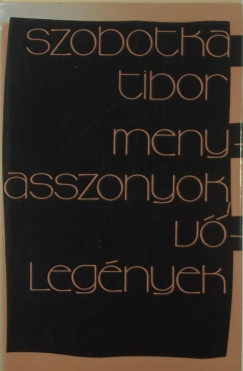 szobotka
tibor
meny-
asszonyok,
vő-
Legények